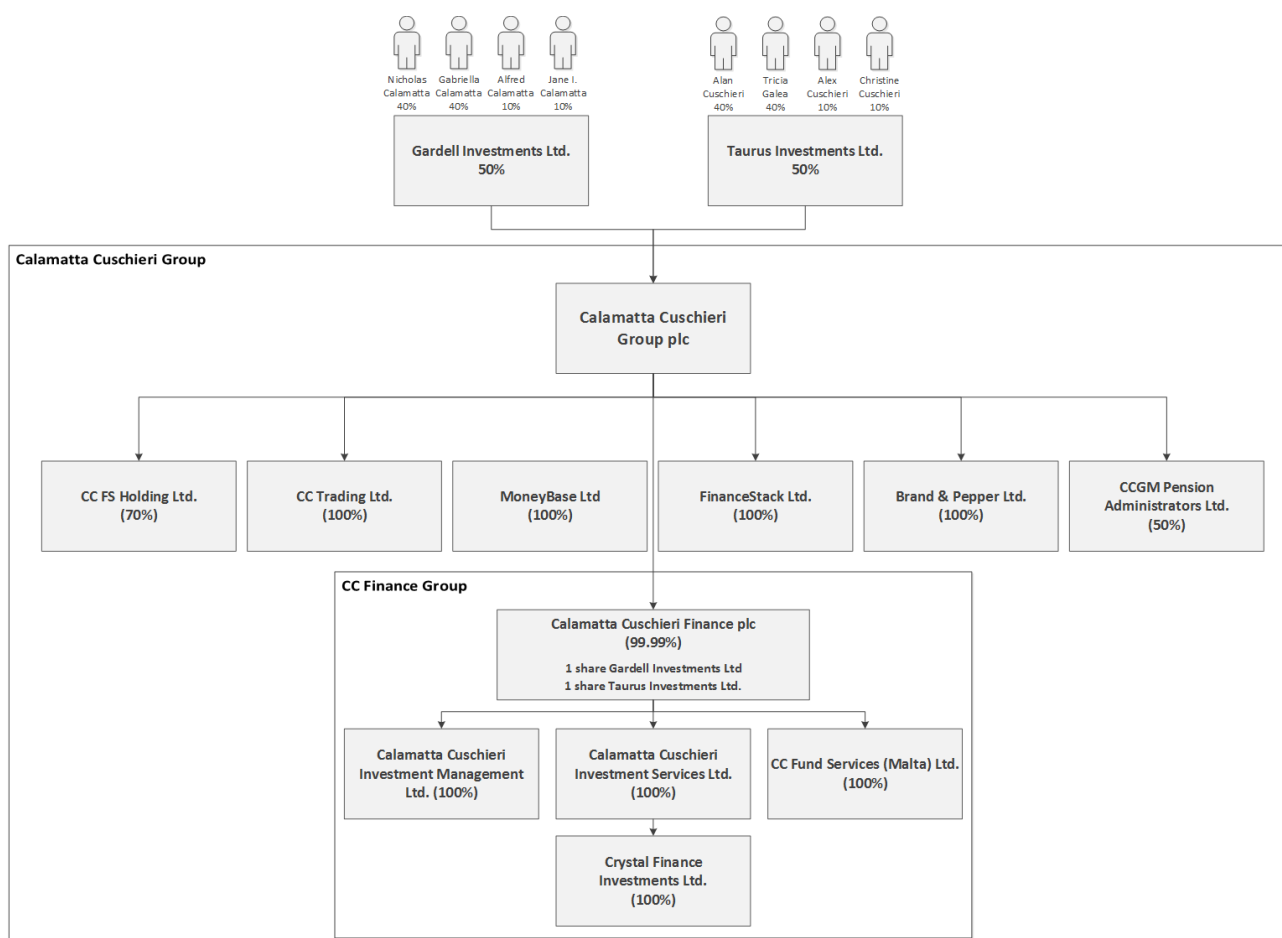 Nicholas
Calamatta
40%
Gabriella
Calamatta
40%
Alfred
Calamatta
10%
Jane I.
Calamatta
10%
Alan
Cuschieri
40%
Tricia
Galea
40%
Alex
Cuschieri
10%
Christine
Cuschieri
10%
Gardell Investments Ltd.
50%
Taurus Investments Ltd.
50%
Calamatta Cuschieri Group
Calamatta Cuschieri
Group plc
CC FS Holding Ltd.
(70%)
CC Trading Ltd.
(100%)
MoneyBase Ltd
(100%)
FinanceStack Ltd.
(100%)
Brand & Pepper Ltd.
(100%)
CCGM Pension
Administrators Ltd.
(50%)
CC Finance Group
Calamatta Cuschieri Finance plc
(99.99%)
1 share Gardell Investments Ltd
1 share Taurus Investments Ltd.
Calamatta Cuschieri
Investment Management
Ltd. (100%)
Calamatta Cuschieri
Investment Services Ltd.
(100%)
CC Fund Services (Malta) Ltd.
(100%)
Crystal Finance
Investments Ltd.
(100%)